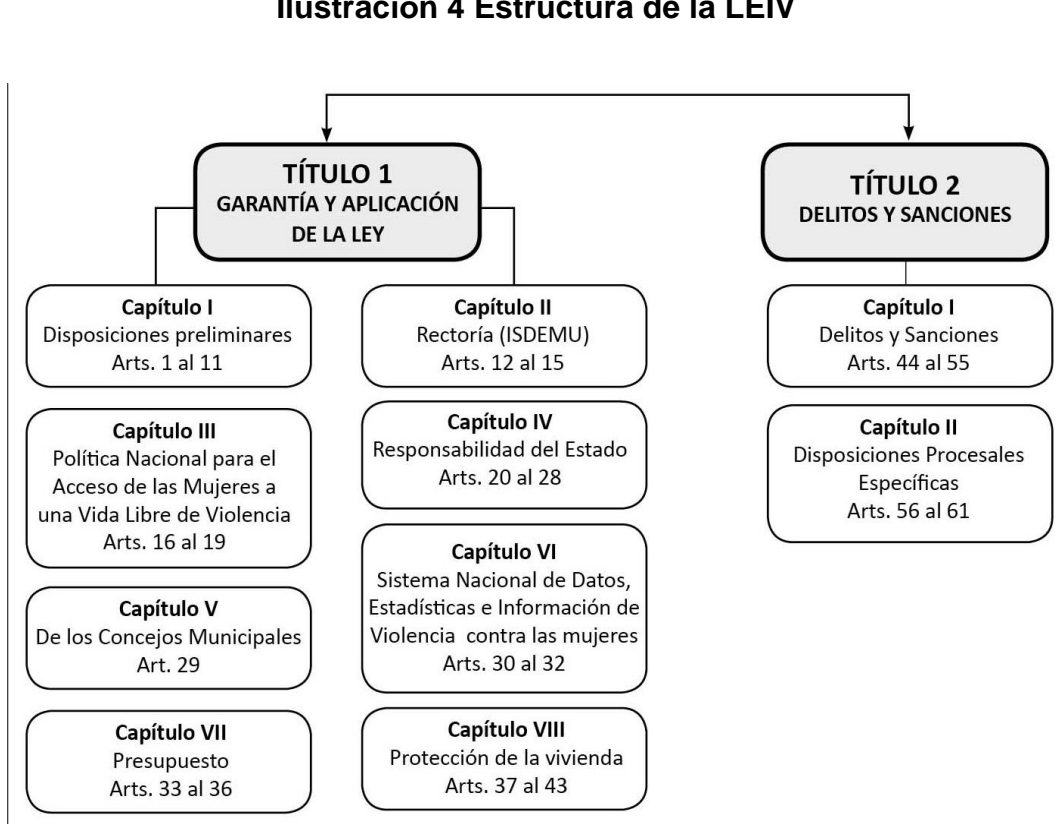 Ilustración 4 Estructura de la LEIV
TÍTULO 1
GARANTÍA Y APLICACIÓN
DE LA LEY
TÍTULO 2
DELITOS Y SANCIONES
Capítulo I
Disposiciones preliminares
Arts. 1 al 11
Capítulo II
Rectoría (ISDEMU)
Arts. 12 al 15
Capítulo III
Política Nacional para el
Acceso de las Mujeres a
una Vida Libre de Violencia
Arts. 16 al 19
Capítulo IV
Responsabilidad del Estado
Arts. 20 al 28
Capítulo V
De los Concejos Municipales
Art. 29
Capítulo VI
Sistema Nacional de Datos,
Estadísticas e Información de
Violencia contra las mujeres
Arts. 30 al 32
Capítulo VII
Presupuesto
Arts. 33 al 36
Capítulo VIII
Protección de la vivienda
Arts. 37 al 43
Capítulo I
Delitos y Sanciones
Arts. 44 al 55
Capítulo II
Disposiciones Procesales
Específicas
Arts. 56 al 61